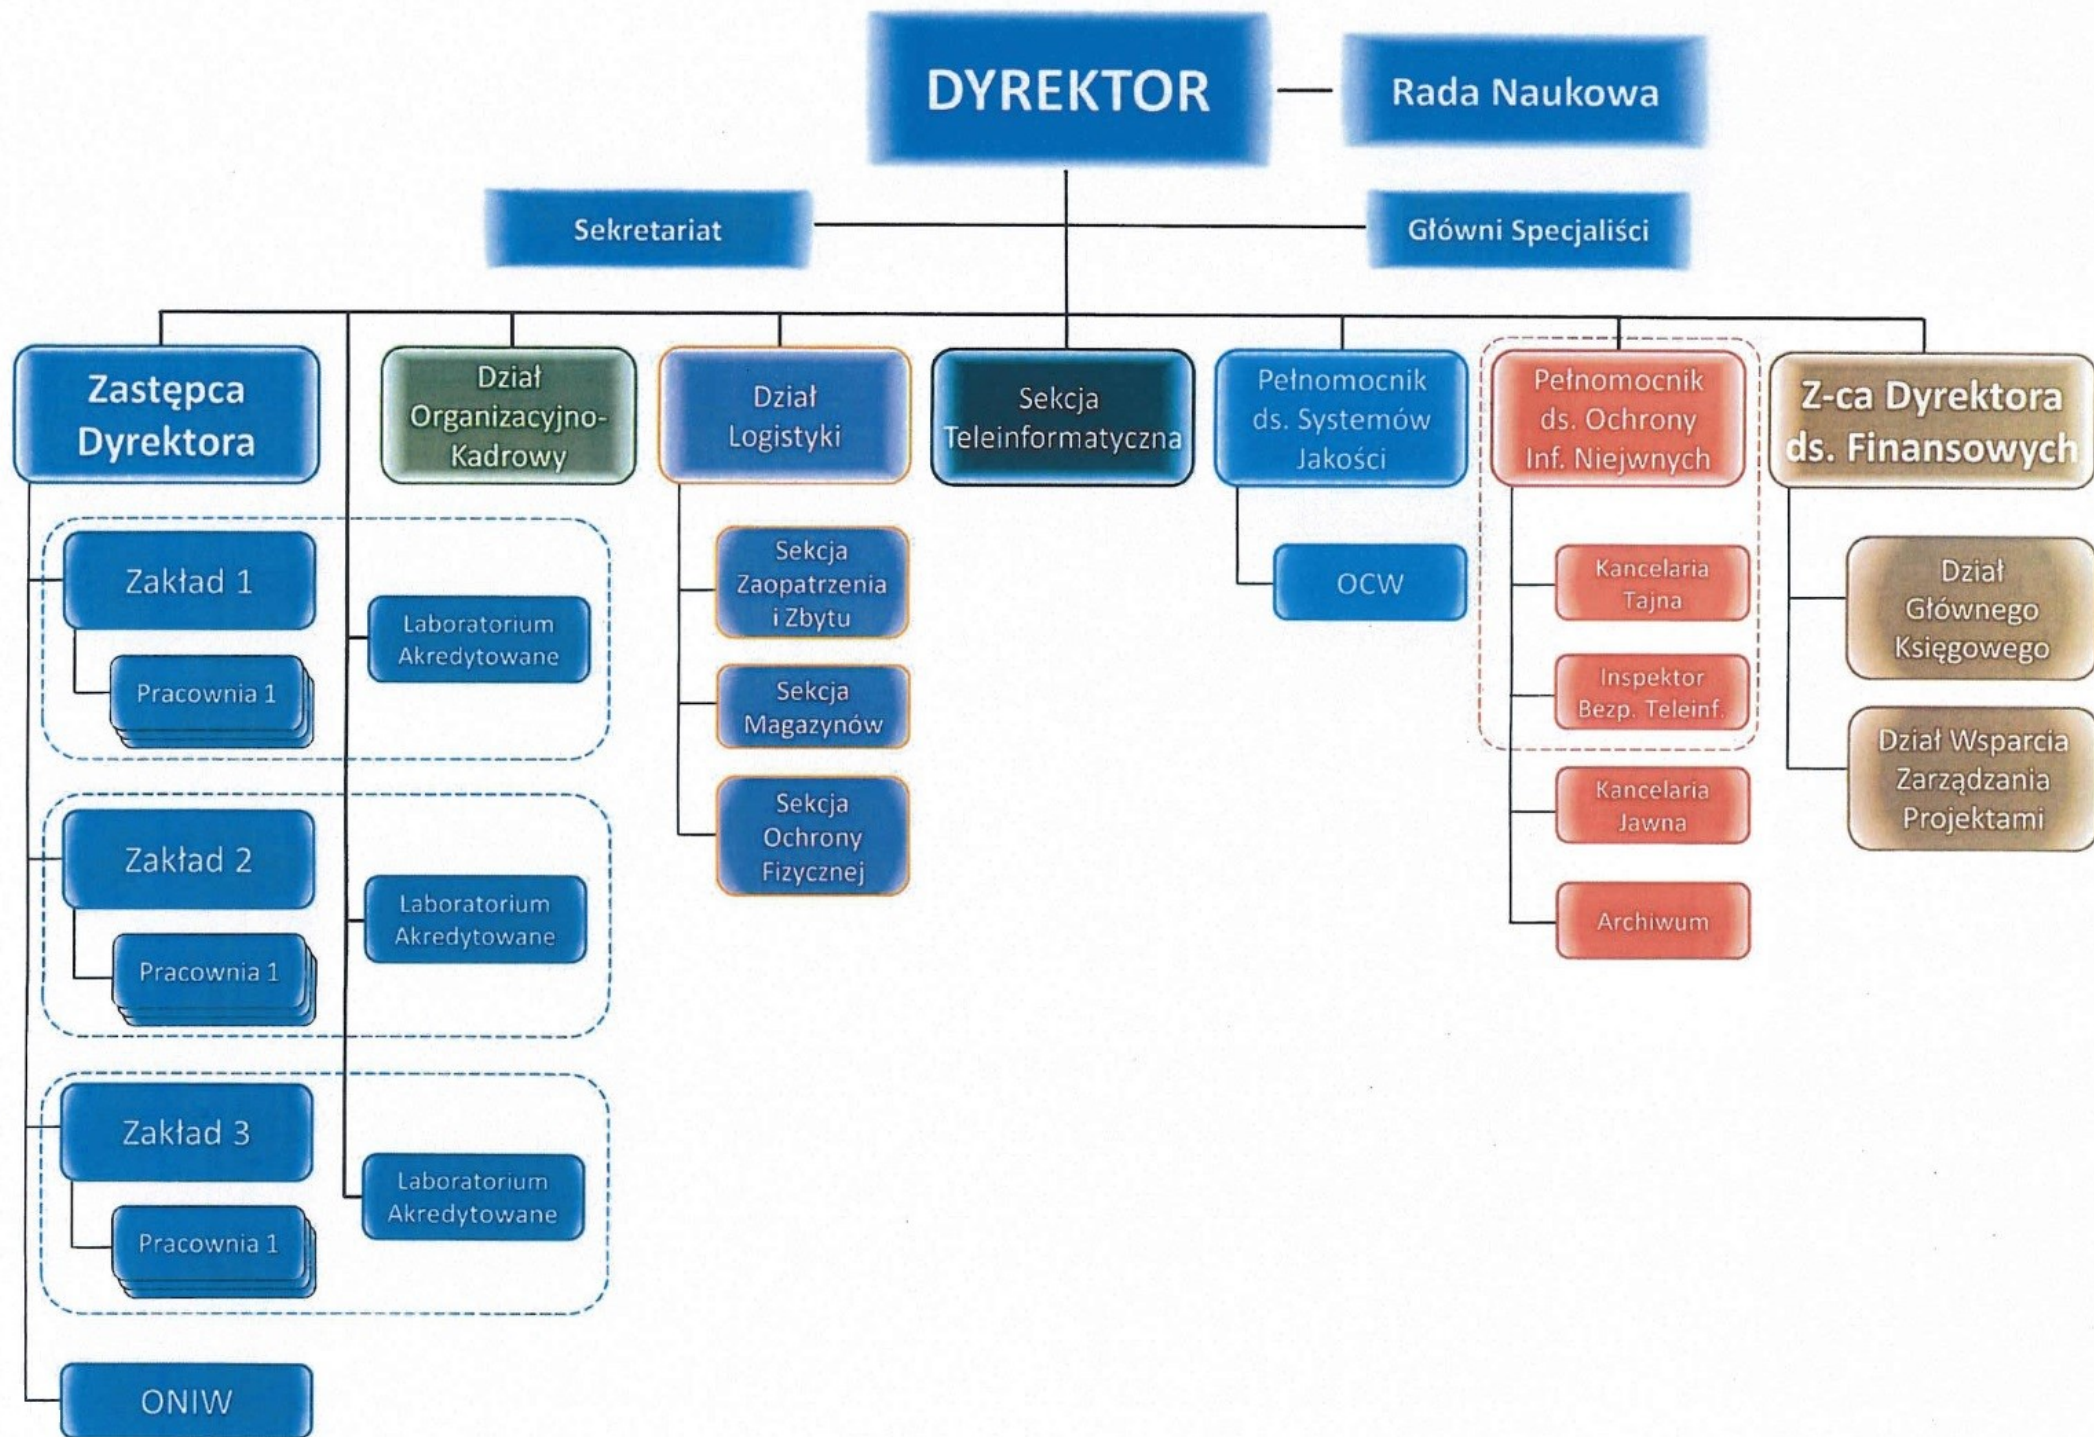 DYREKTOR
Rada Naukowa
Sekretariat
Główni Specjaliści
Zastępca
Dyrektora
Dział
Organizacyjno-
Kadrowy
Dział
Logistyki
Sekcja
Teleinformatyczna
Pełnomocnik
ds. Systemów
Jakości
Pełnomocnik
ds. Ochrony
Inf. Niejwnych
Z-ca Dyrektora
ds. Finansowych
Zakład 1
Pracownia 1
Laboratorium
Akredytowane
Zakład 2
Pracownia 1
Laboratorium
Akredytowane
Zakład 3
Pracownia 1
Laboratorium
Akredytowane
ONIW
Sekcja
Zaopatrzenia
i Zbytu
Sekcja
Magazynów
Sekcja
Ochrony
Fizycznej
OCW
Kancelaria
Tajna
Inspektor
Bezp. Teleinf.
Kancelaria
Jawna
Archiwum
Dział
Głównego
Księgowego
Dział Wsparcia
Zarządzania
Projektami